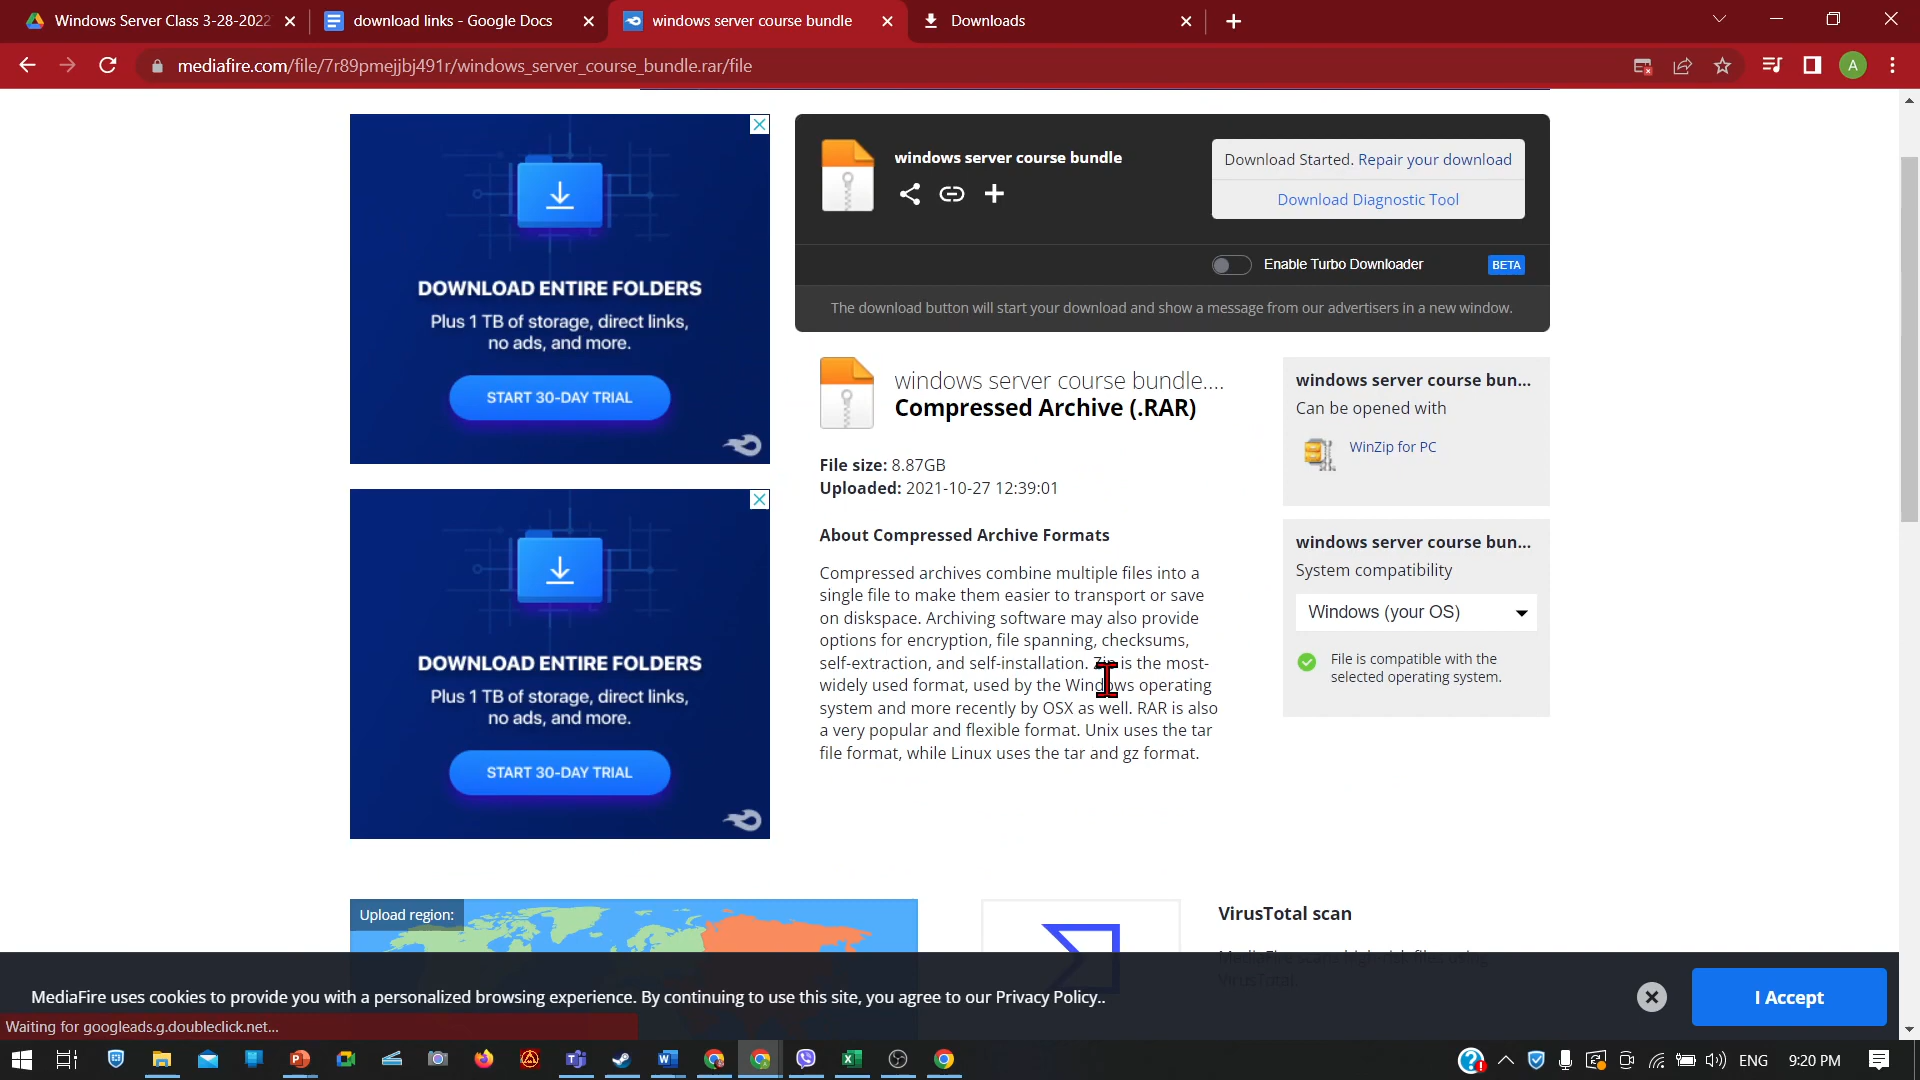 Windows Server Class 3-28-2022
download links - Google Docs
windows server course bundle
Downloads
mediafire.com/file/7r89pmejjbj491r/windows_server_course_bundle.rar/file
A
DOWNLOAD ENTIRE FOLDERS
Plus 1 TB of storage, direct links,
no ads, and more.
START 30-DAY TRIAL
windows server course bundle
Download Started. Repair your download
Download Diagnostic Tool
Enable Turbo Downloader
BETA
The download button will start your download and show a message from our advertisers in a new window.
windows server course bundle....
Compressed Archive (.RAR)
File size: 8.87GB
Uploaded: 2021-10-27 12:39:01
About Compressed Archive Formats
Compressed archives combine multiple files into a
single file to make them easier to transport or save
on diskspace. Archiving software may also provide
options for encryption, file spanning, checksums,
self-extraction, and self-installation. Zip is the most-
widely used format, used by the Windows operating
system and more recently by OSX as well. RAR is also
a very popular and flexible format. Unix uses the tar
file format, while Linux uses the tar and gz format.
windows server course bun...
Can be opened with
WinZip for PC
windows server course bun...
System compatibility
Windows (your OS)
File is compatible with the
selected operating system.
DOWNLOAD ENTIRE FOLDERS
Plus 1 TB of storage, direct links,
no ads, and more.
START 30-DAY TRIAL
Upload region:
VirusTotal scan
MediaFire uses cookies to provide you with a personalized browsing experience. By continuing to use this site, you agree to our Privacy Policy..
I Accept
Waiting for googleads.g.doubleclick.net...
ENG
9:20 PM